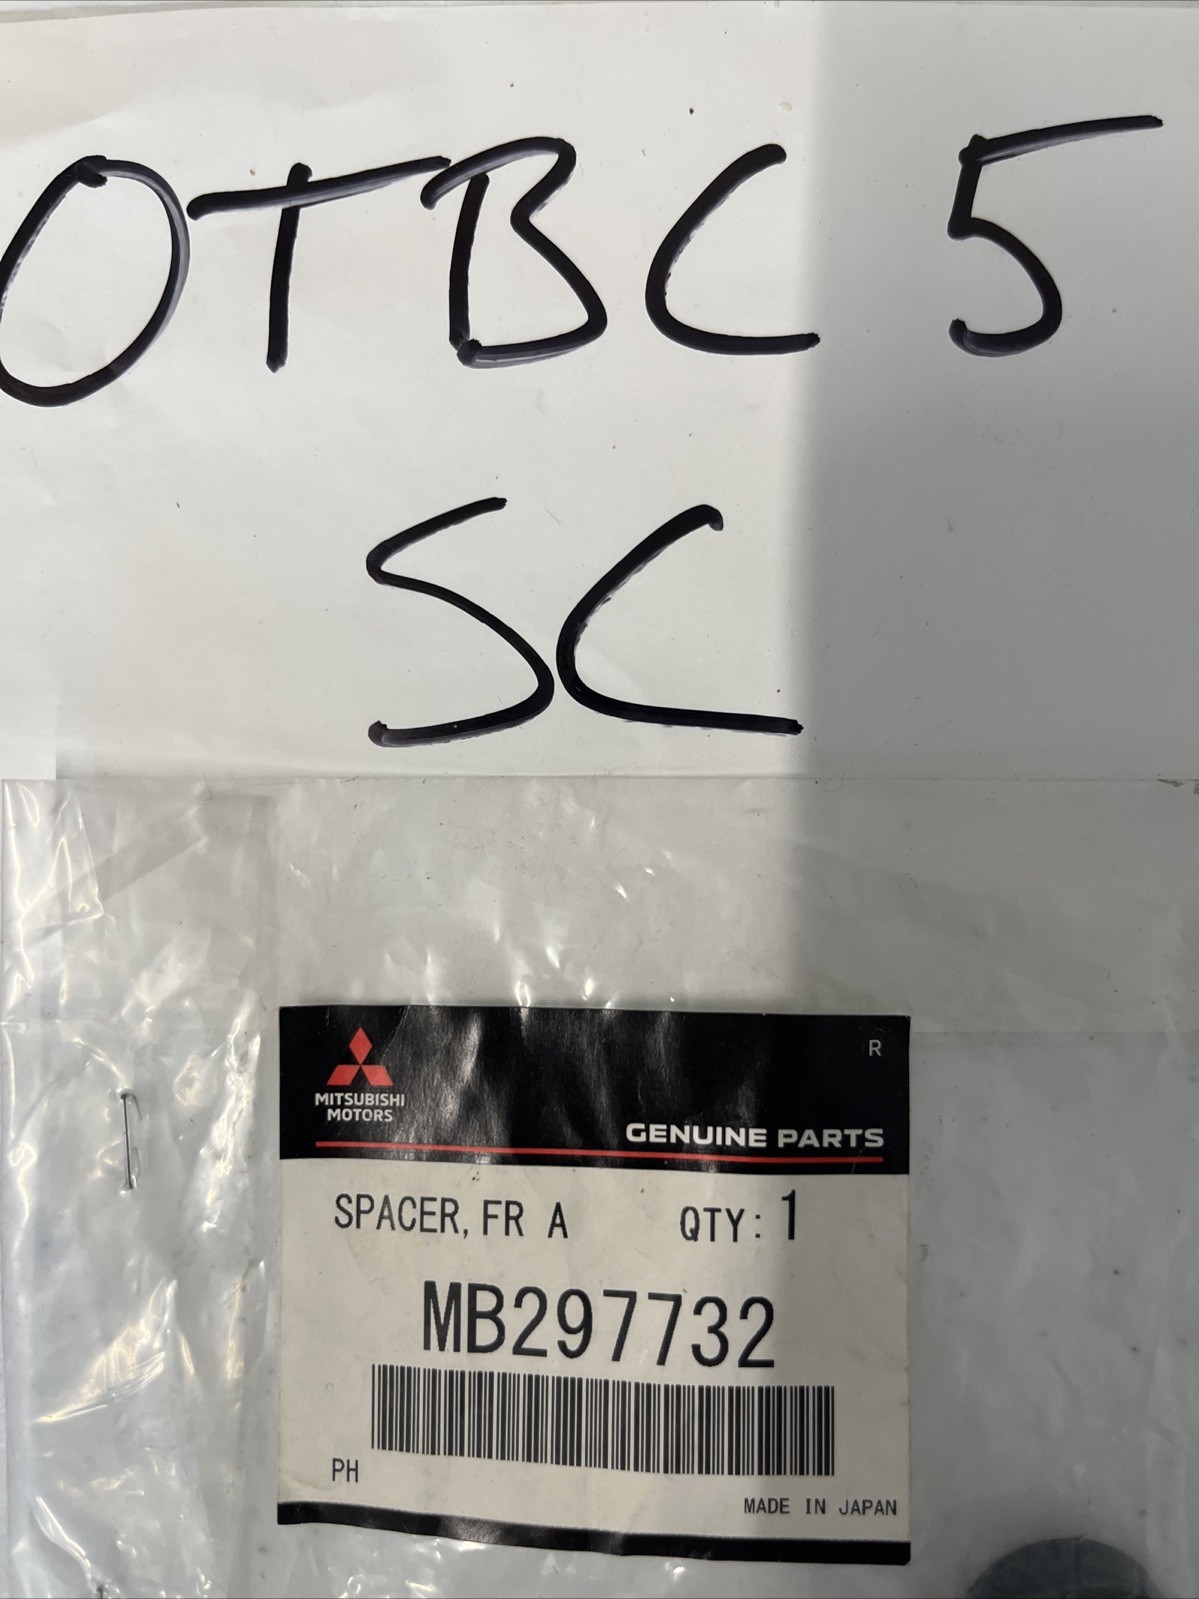 OTBC 5
SC
R
MITSUBISHI
MOTORS
GENUINE PARTS
SPACER, FR A QTY: 1
MB297732
PH
MADE IN JAPAN